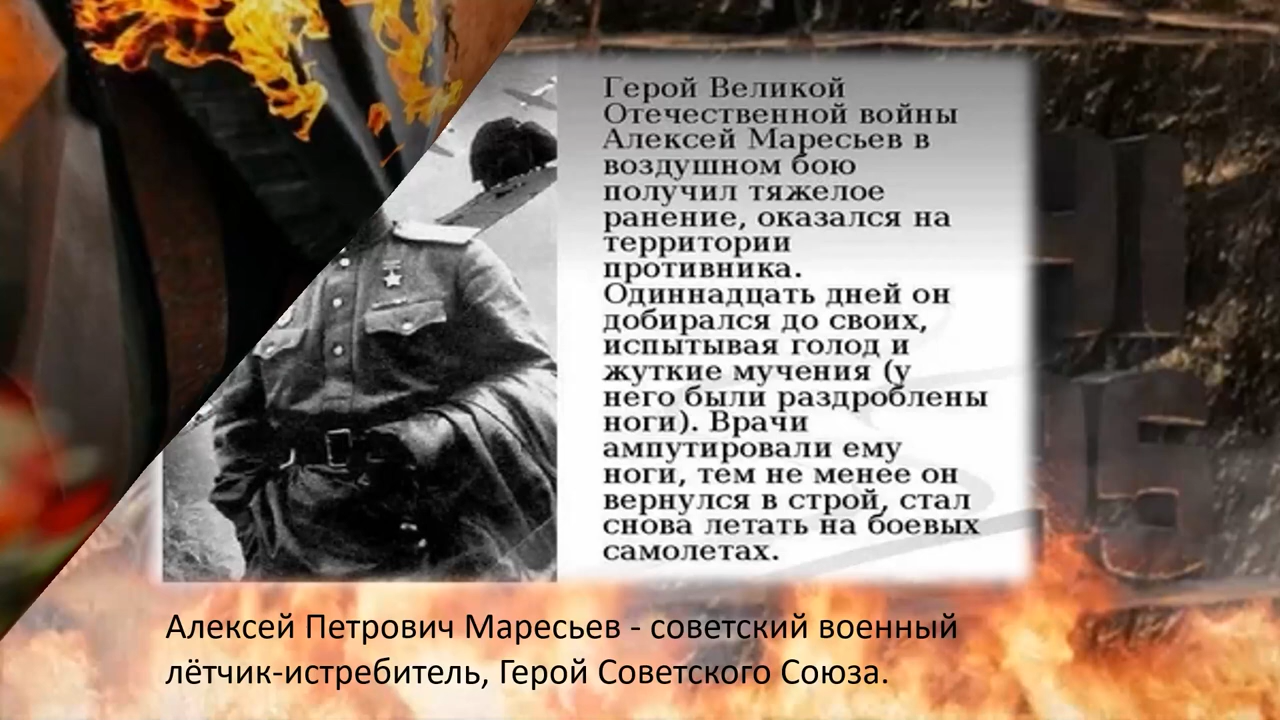 Герой Великой
Отечественной войны
Алексей Маресьев в
воздушном бою
получил тяжелое
ранение, оказался на
территории
противника.
Одиннадцать дней он
добирался до своих,
испытывая голод и
жуткие мучения (у
него были раздроблены
ноги). Врачи
ампутировали ему
ноги, тем не менее он
вернулся в строй, стал
снова летать на боевых
самолетах.
Алексей Петрович Маресьев - советский военный
лётчик-истребитель, Герой Советского Союза.